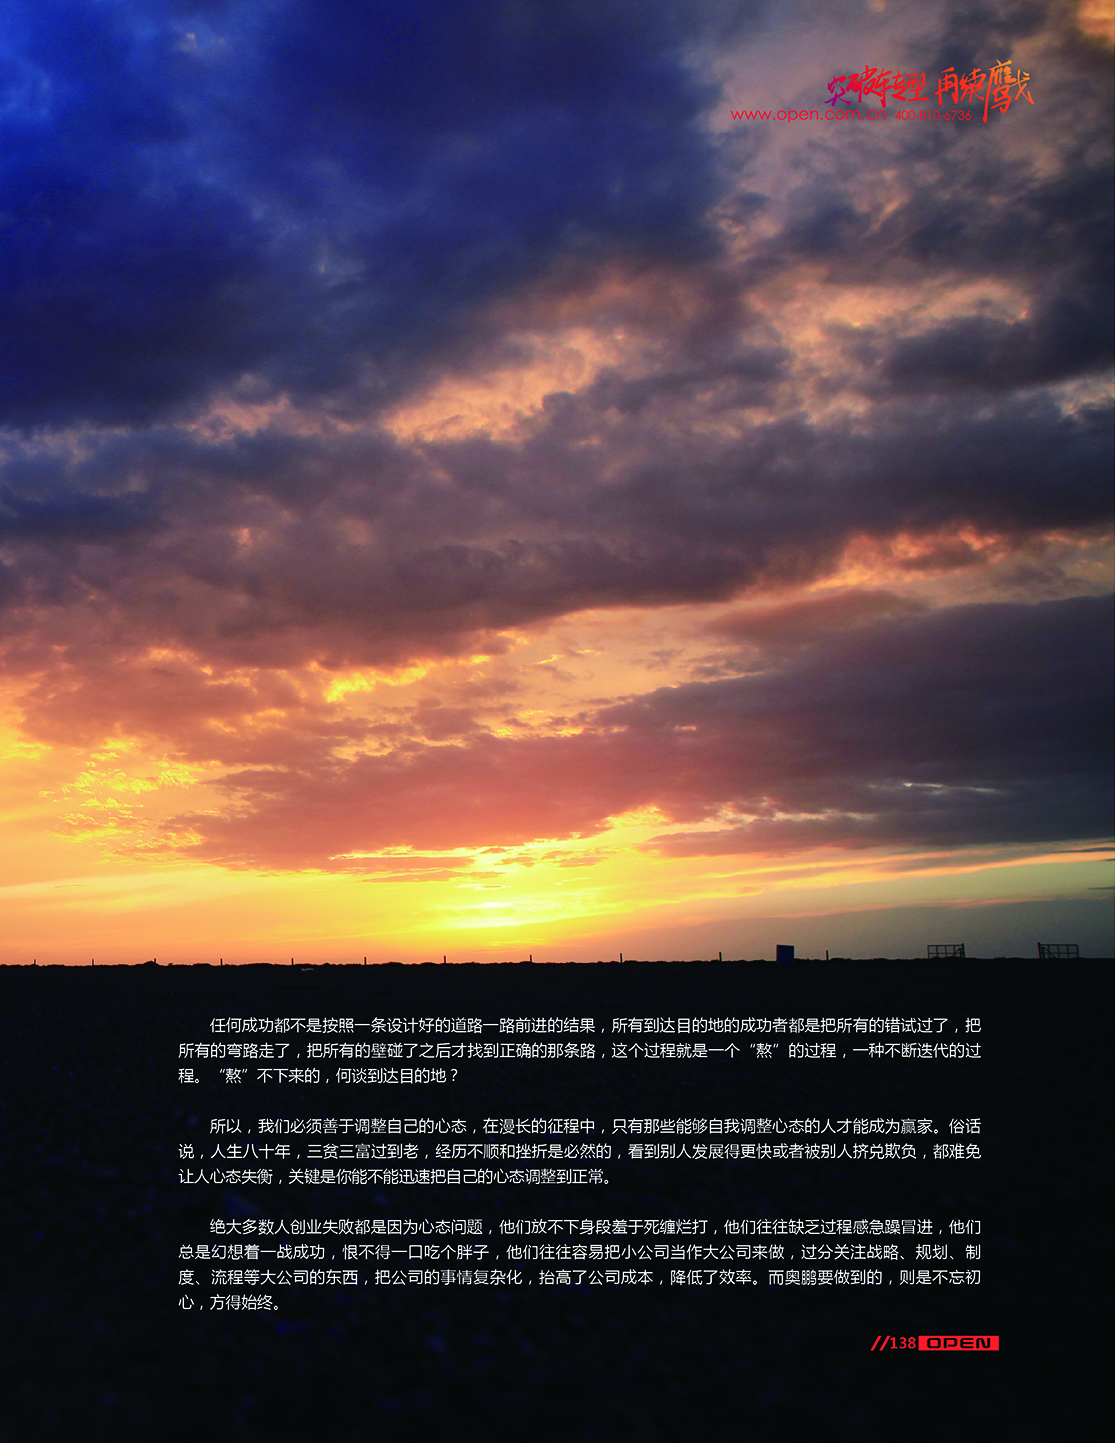 突破转型 再续鹰戈
www.open.com.cn 400-810-6736
任何成功都不是按照一条设计好的道路一路前进的结果，所有到达目的地的成功者都是把所有的错试过了，把
所有的弯路走了，把所有的壁碰了之后才找到正确的那条路，这个过程就是一个“熬”的过程，一种不断迭代的过
程。“熬”不下来的，何谈到达目的地？
所以，我们必须善于调整自己的心态，在漫长的征程中，只有那些能够自我调整心态的人才能成为赢家。俗话
说，人生八十年，三贫三富过到老，经历不顺和挫折是必然的，看到别人发展得更快或者被别人挤兑欺负，都难免
让人心态失衡，关键是你能不能迅速把自己的心态调整到正常。
绝大多数人创业失败都是因为心态问题，他们放不下身段羞于死缠烂打，他们往往缺乏过程感急躁冒进，他们
总是幻想着一战成功，恨不得一口吃个胖子，他们往往容易把小公司当作大公司来做，过分关注战略、规划、制
度、流程等大公司的东西，把公司的事情复杂化，抬高了公司成本，降低了效率。而奥鹏要做到的，则是不忘初
心，方得始终。
//138 OPEN